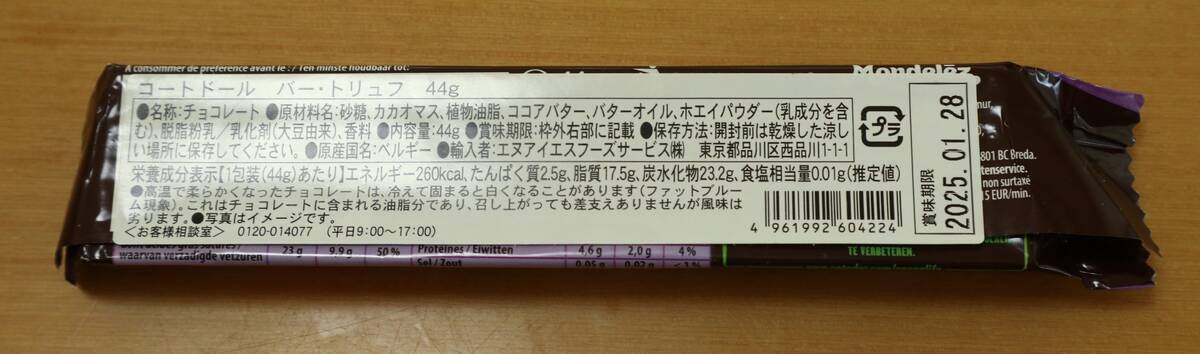 A consommer de préférence avant le : / Ten minste houdbaar tot:
Mondelēz
コートドール バー・トリュフ 44g
●名称:チョコレート ●原材料名:砂糖、カカオマス、植物油脂、ココアバター、バターオイル、ホエイパウダー(乳成分を含
む)、脱脂粉乳/乳化剤(大豆由来)、香料 ●内容量:44g ●賞味期限:枠外右部に記載 ●保存方法:開封前は乾燥した涼し
い場所に保存してください。●原産国名:ベルギー ●輸入者:エヌアイエスフーズサービス㈱ 東京都品川区西品川1-1-1
栄養成分表示【1包装(44g)あたり】エネルギー260kcal、たんぱく質2.5g、脂質17.5g、炭水化物23.2g、食塩相当量0.01g(推定値)
●高温で柔らかくなったチョコレートは、冷えて固まると白くなることがあります(ファットブルー
ム現象)。これはチョコレートに含まれる油脂分であり、召し上がっても差支えありませんが風味は
劣ります。●写真はイメージです。
<お客様相談室> 0120-014077 (平日9:00~17:00)
プラ
4 961992 604224
賞味期限
2025.01.28
801 BC Breda.
non surtaxé
5 EUR/min.
waarvan verzadigde vetzuren 23 g 9,9 g 50 %
Proteines / Eiwitten 4,6 g 2,0 g 4 %
Sel / Zout 0,05 g 0,02 g <1 %
TE VERBETEREN.